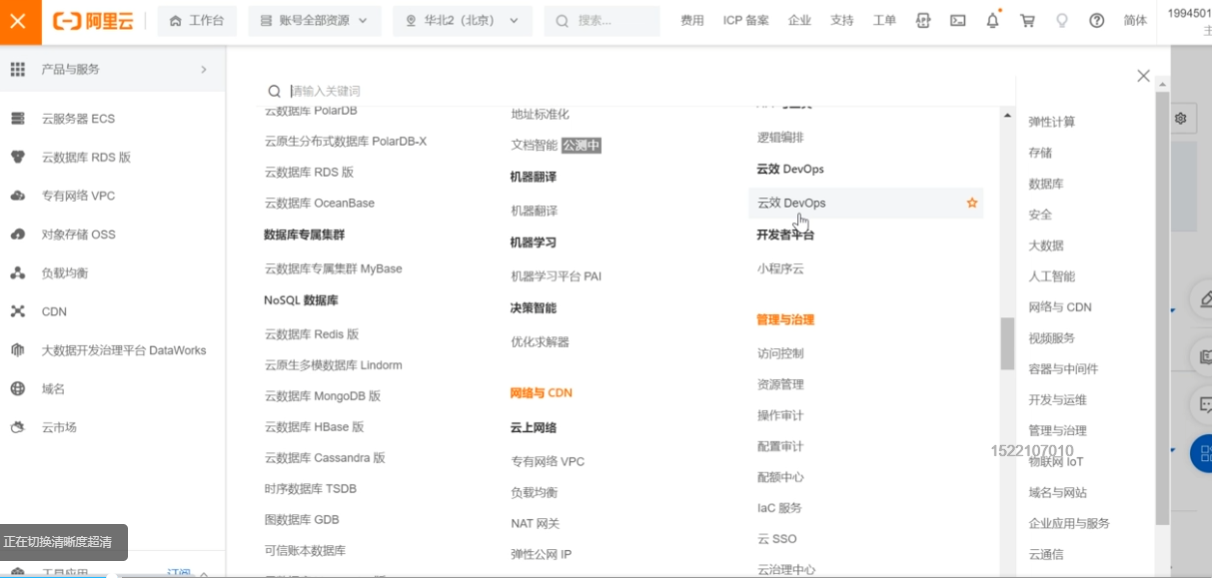 阿里云
工作台
账号全部资源
华北2（北京）
搜索...
费用
ICP 备案
企业
支持
工单
简体
1994501
产品与服务
云服务器 ECS
云数据库 RDS 版
专有网络 VPC
对象存储 OSS
负载均衡
CDN
大数据开发治理平台 DataWorks
域名
云市场
正在切换清晰度超清
工具应用
订阅
请输入关键词
云数据库 PolarDB
云原生分布式数据库 PolarDB-X
云数据库 RDS 版
云数据库 OceanBase
数据库专属集群
云数据库专属集群 MyBase
NoSQL 数据库
云数据库 Redis 版
云原生多模数据库 Lindorm
云数据库 MongoDB 版
云数据库 HBase 版
云数据库 Cassandra 版
时序数据库 TSDB
图数据库 GDB
可信账本数据库
地址标准化
文档智能 公测中
机器翻译
机器翻译
机器学习
机器学习平台 PAI
决策智能
优化求解器
网络与 CDN
云上网络
专有网络 VPC
负载均衡
NAT 网关
弹性公网 IP
逻辑编排
云效 DevOps
云效 DevOps
开发者平台
小程序云
管理与治理
访问控制
资源管理
操作审计
配置审计
配额中心
IaC 服务
云 SSO
云治理中心
弹性计算
存储
数据库
安全
大数据
人工智能
网络与 CDN
视频服务
容器与中间件
开发与运维
管理与治理
1522107010
物联网 IoT
域名与网站
企业应用与服务
云通信